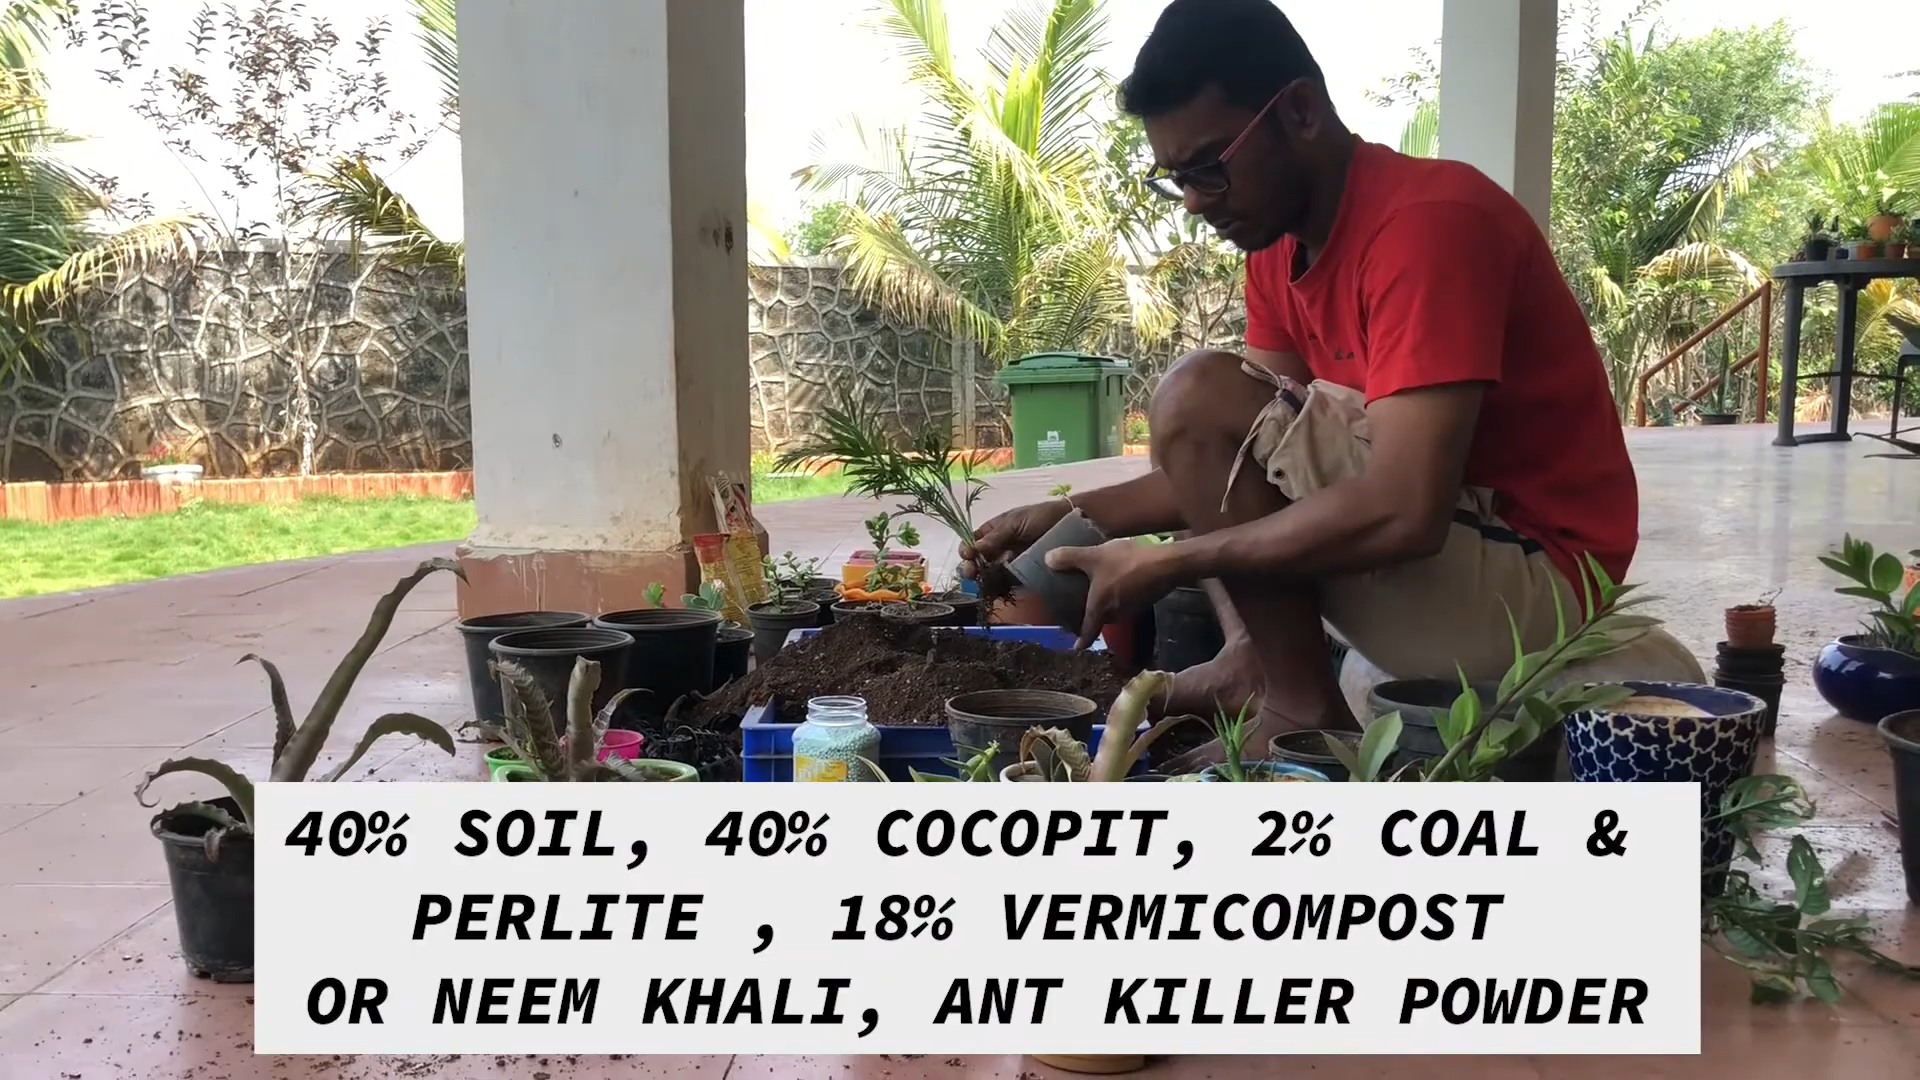 40% SOIL, 40% COCOPIT, 2% COAL &
PERLITE , 18% VERMICOMPOST
OR NEEM KHALI, ANT KILLER POWDER